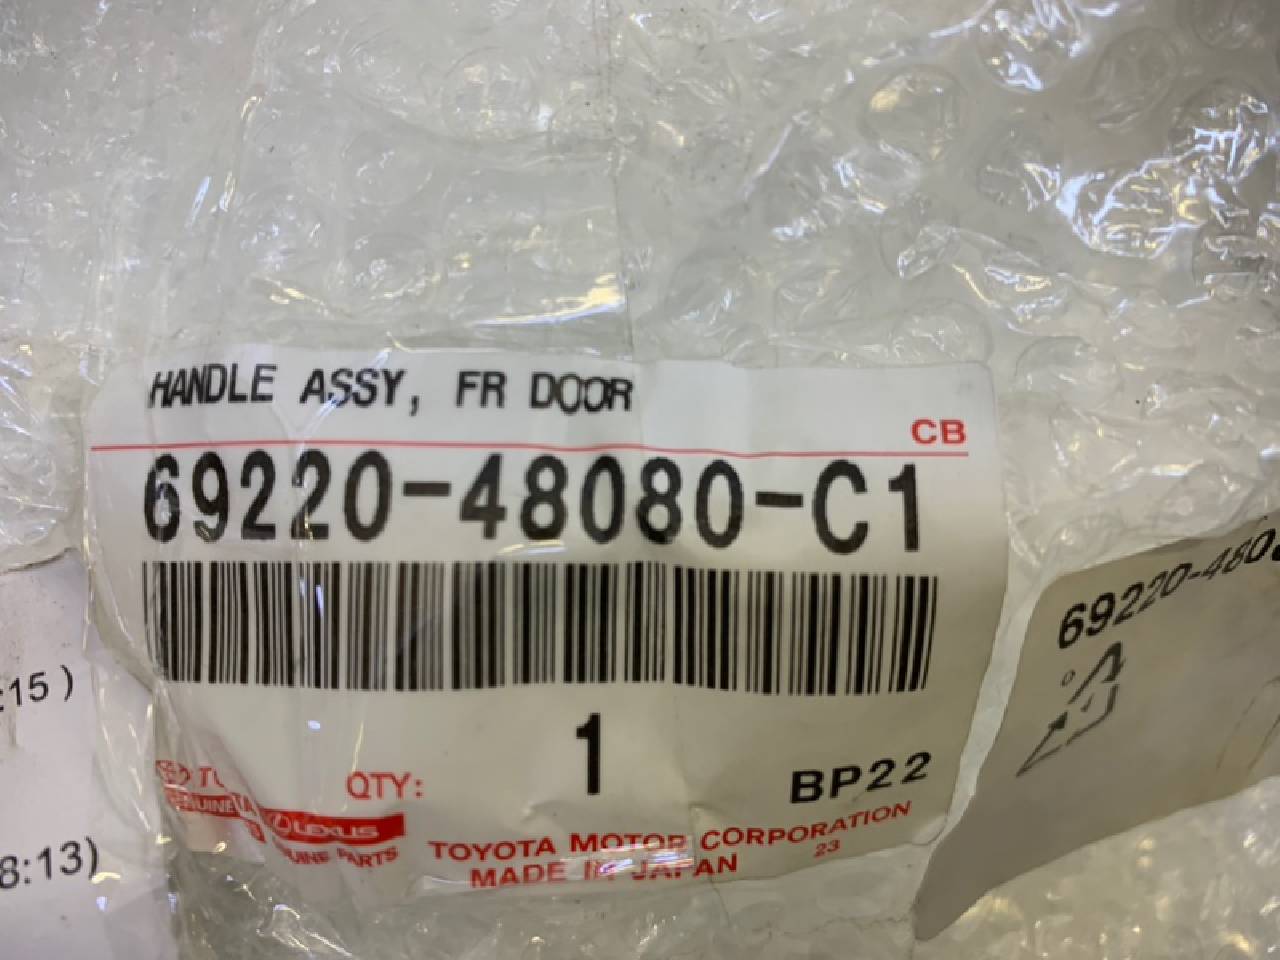 HANDLE ASSY, FR DOOR
CB
69220-48080-C1
1
QTY:
BP22
LEXUS
PARTS
TOYOTA MOTOR CORPORATION
23
MADE IN JAPAN
69220-480
:15 )
8:13)